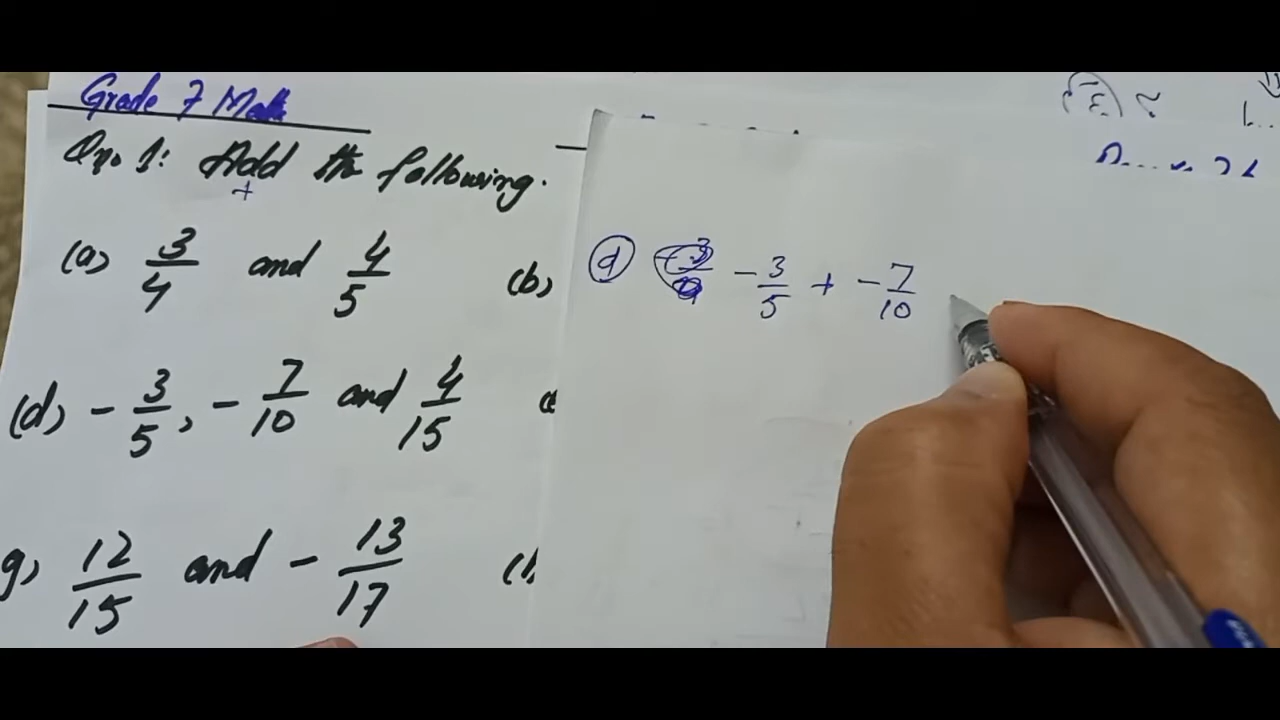 Grade 7 Math
Qno 1: Add the following.
+
(a) 3/4 and 4/5 (b)
(d) -3/5, -7/10 and 4/15
g) 12/15 and -13/17 (h
(d) -3/5 + -7/10